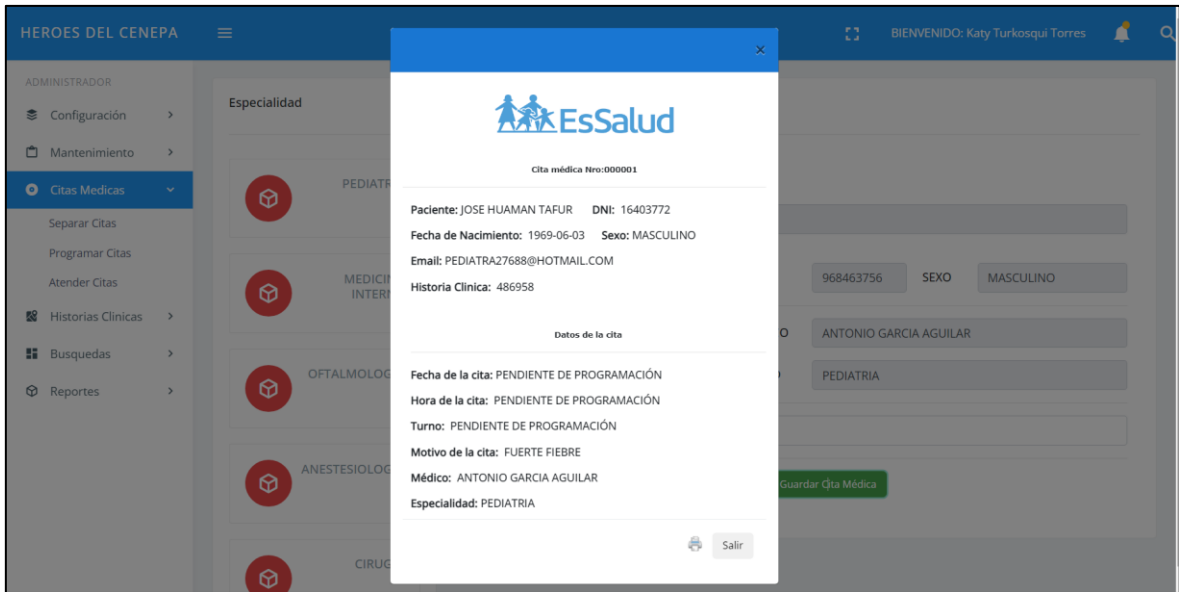 HEROES DEL CENEPA
BIENVENIDO: Katy Turkosqui Torres
×
ADMINISTRADOR
Configuración
Mantenimiento
Citas Medicas
Separar Citas
Programar Citas
Atender Citas
Historias Clinicas
Busquedas
Reportes
Especialidad
PEDIATR
MEDICIN
INTERN
OFTALMOLOG
ANESTESIOLOG
CIRUG
EsSalud
Cita médica Nro:000001
Paciente: JOSE HUAMAN TAFUR DNI: 16403772
Fecha de Nacimiento: 1969-06-03 Sexo: MASCULINO
Email: PEDIATRA27688@HOTMAIL.COM
Historia Clinica: 486958
Datos de la cita
Fecha de la cita: PENDIENTE DE PROGRAMACIÓN
Hora de la cita: PENDIENTE DE PROGRAMACIÓN
Turno: PENDIENTE DE PROGRAMACIÓN
Motivo de la cita: FUERTE FIEBRE
Médico: ANTONIO GARCIA AGUILAR
Especialidad: PEDIATRIA
Salir
968463756 SEXO MASCULINO
O ANTONIO GARCIA AGUILAR
PEDIATRIA
Guardar Cita Médica